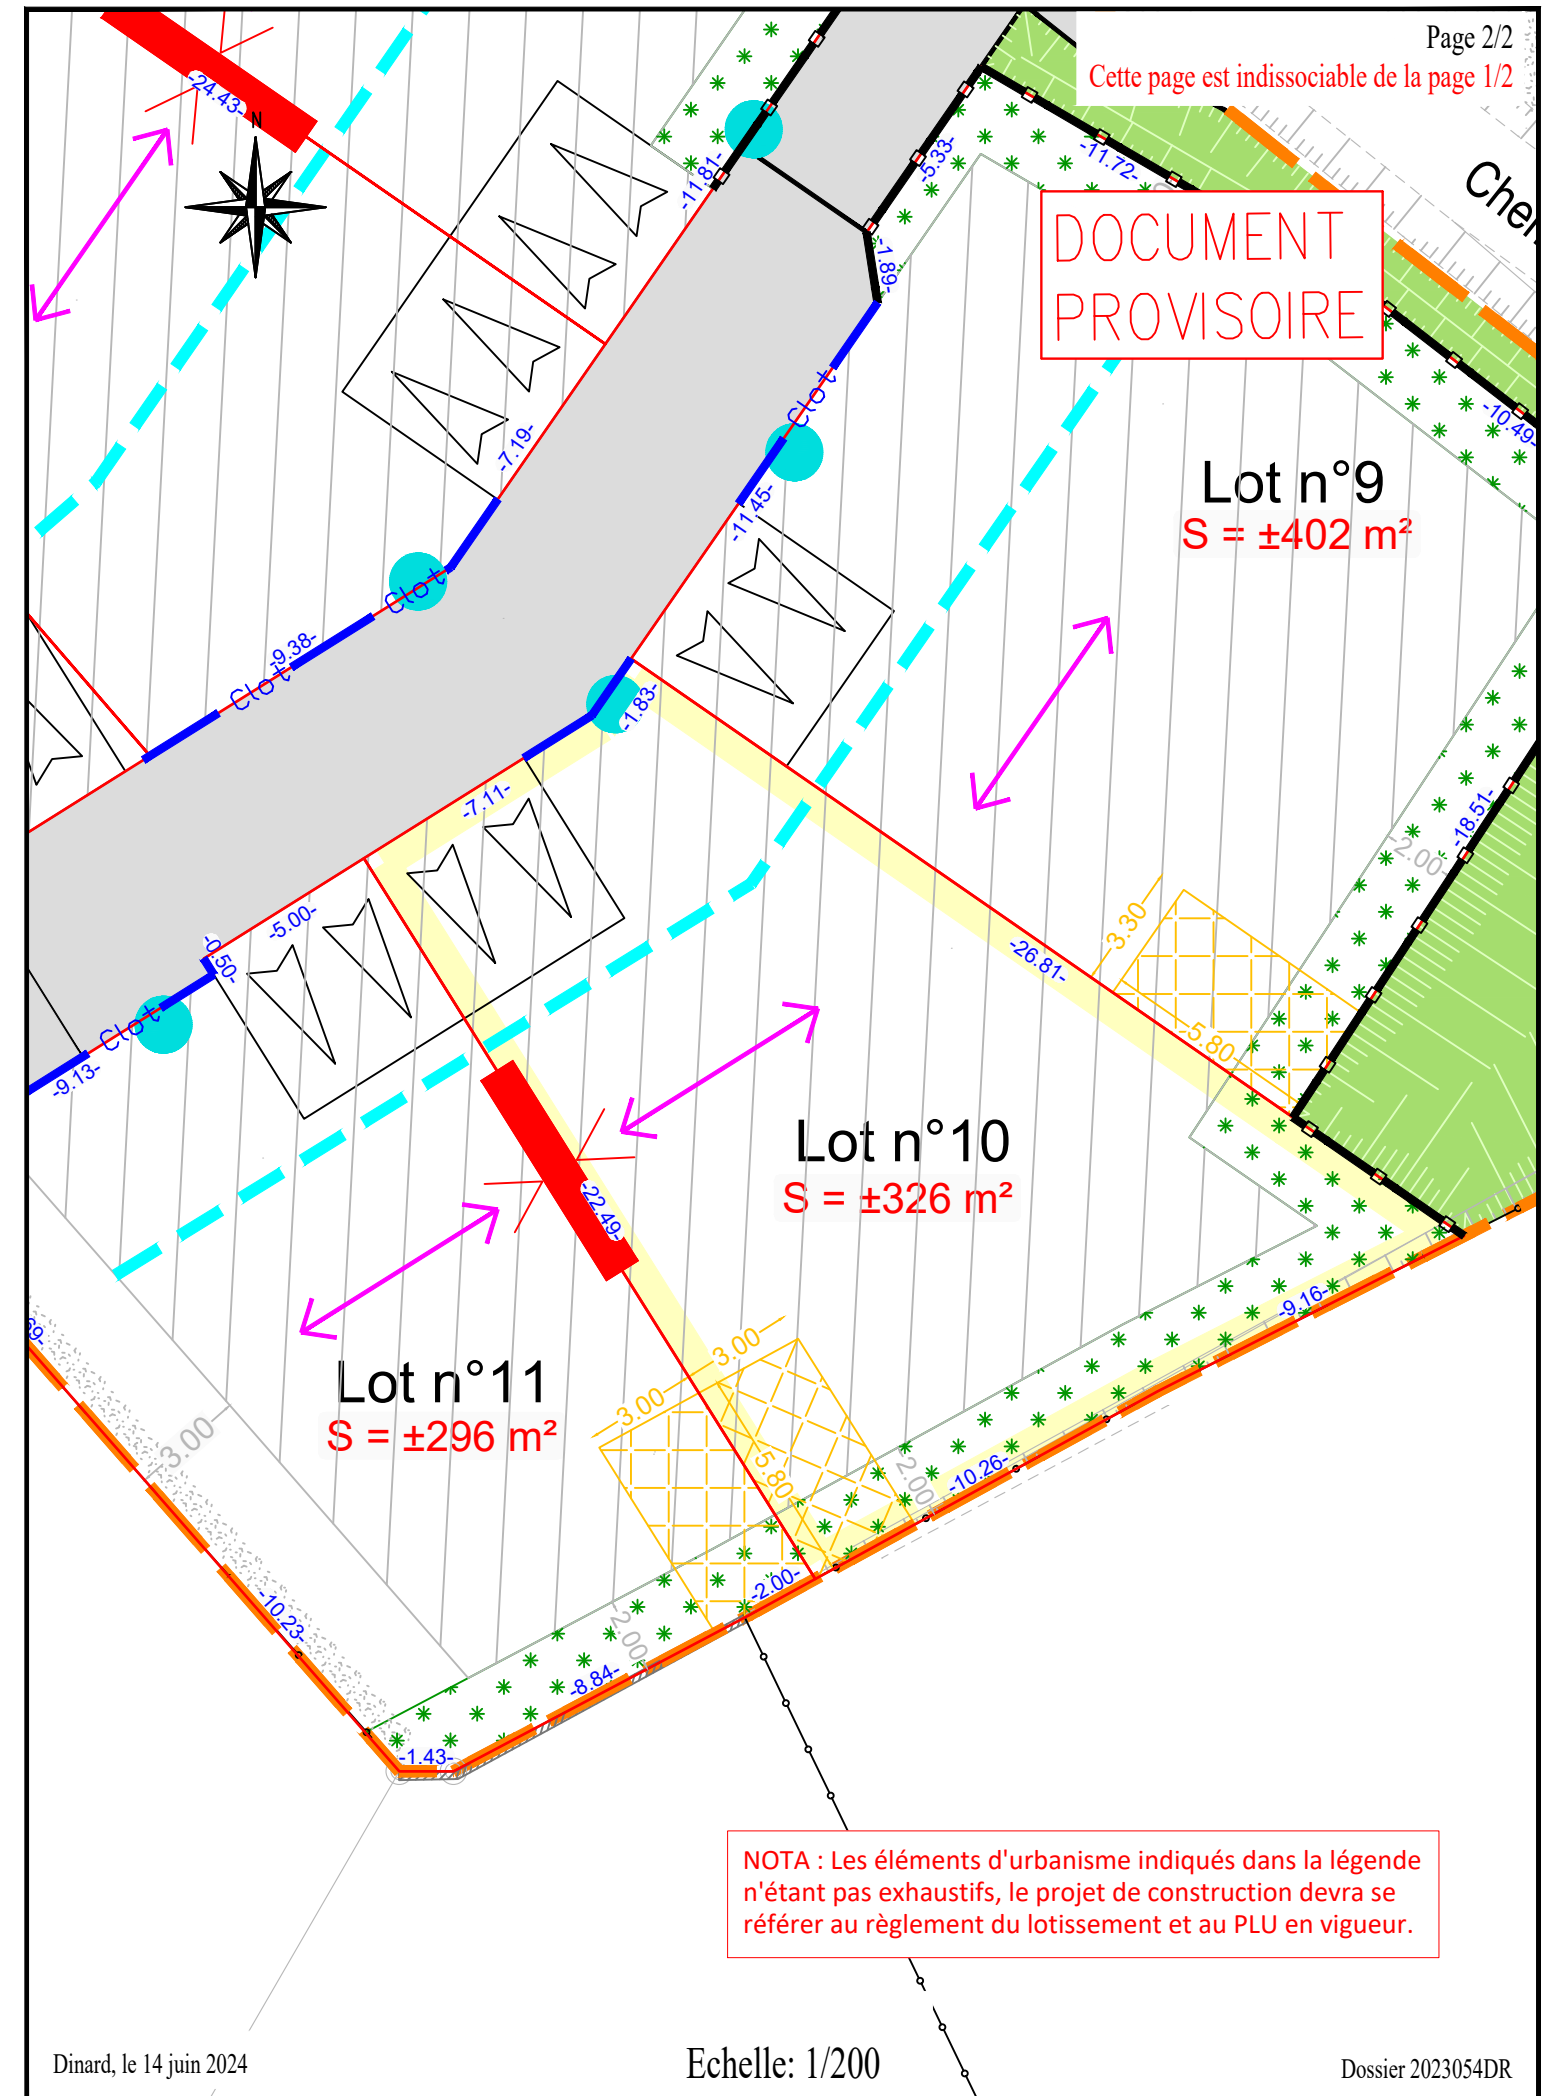 Page 2/2
Cette page est indissociable de la page 1/2
-24.43-
N
-11.81-
-5.33-
-11.72-
DOCUMENT
PROVISOIRE
-1.89-
Clot
-10.49-
-7.19-
-11.45-
Lot n°9
S = ±402 m²
Clot
-9.38-
Clot
-1.83-
-7.11-
-18.51-
-2.00-
-5.00-
-0.50-
-3.30-
-26.81-
-5.80-
Clot
-9.13-
Lot n°10
S = ±326 m²
-22.49-
-9.16-
Lot n°11
S = ±296 m²
3.00
-3.00-
-3.00-
-5.80-
2.00
-10.26-
-2.00-
-10.23-
2.00
-8.84-
-1.43-
NOTA : Les éléments d'urbanisme indiqués dans la légende
n'étant pas exhaustifs, le projet de construction devra se
référer au règlement du lotissement et au PLU en vigueur.
Dinard, le 14 juin 2024
Echelle: 1/200
Dossier 2023054DR